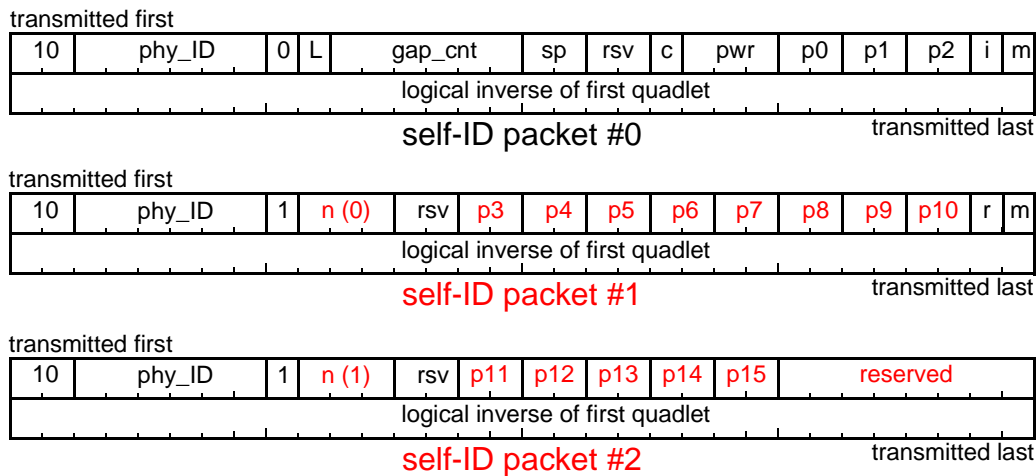 transmitted first
10 phy_ID 0 L gap_cnt sp rsv c pwr p0 p1 p2 i m
logical inverse of first quadlet
self-ID packet #0 transmitted last
transmitted first
10 phy_ID 1 n (0) rsv p3 p4 p5 p6 p7 p8 p9 p10 r m
logical inverse of first quadlet
self-ID packet #1 transmitted last
transmitted first
10 phy_ID 1 n (1) rsv p11 p12 p13 p14 p15 reserved
logical inverse of first quadlet
self-ID packet #2 transmitted last